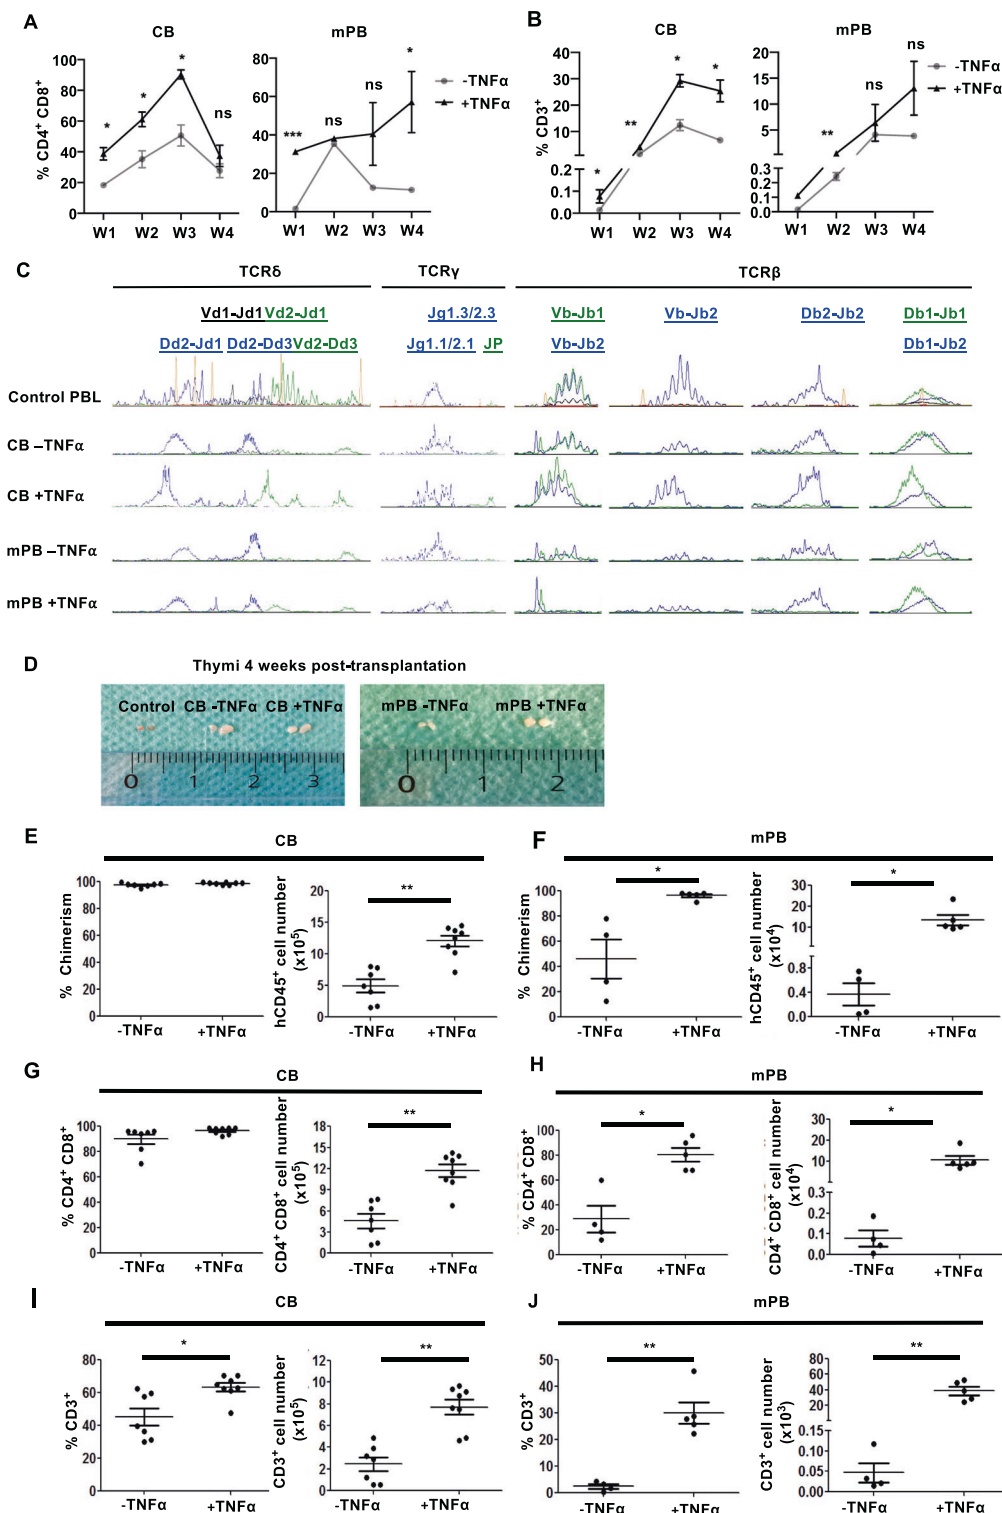 A
CB
mPB
% CD4+ CD8+
100
80
60
40
20
0
*
*
*
ns
W1 W2 W3 W4
80
60
40
20
0
***
ns
ns
*
W1 W2 W3 W4
-TNFα
+TNFα
B
CB
mPB
% CD3+
40
30
20
10
0.2
0.1
0.0
*
**
*
*
W1 W2 W3 W4
20
15
10
5
0.3
0.2
0.1
0.0
**
ns
ns
W1 W2 W3 W4
-TNFα
+TNFα
C
TCRδ TCRγ TCRβ
Vd1-Jd1 Vd2-Jd1 Jg1.3/2.3 Vb-Jb1 Vb-Jb2 Db2-Jb2 Db1-Jb1
Dd2-Jd1 Dd2-Dd3 Vd2-Dd3 Jg1.1/2.1 JP Vb-Jb2 Db1-Jb2
Control PBL
CB –TNFα
CB +TNFα
mPB –TNFα
mPB +TNFα
D
Thymi 4 weeks post-transplantation
Control CB -TNFα CB +TNFα
0 1 2 3
mPB -TNFα mPB +TNFα
0 1 2
E
CB
% Chimerism
100
80
60
40
20
0
-TNFα +TNFα
hCD45+ cell number
(x10⁵)
20
15
10
5
0
**
-TNFα +TNFα
F
mPB
% Chimerism
100
80
60
40
20
0
*
-TNFα +TNFα
hCD45+ cell number
(x10⁴)
30
20
10
0.8
0.4
0.0
*
-TNFα +TNFα
G
CB
% CD4+ CD8+
100
80
60
40
20
0
-TNFα +TNFα
CD4+ CD8+ cell number
(x10⁵)
18
15
12
9
6
3
0
**
-TNFα +TNFα
H
mPB
% CD4+ CD8+
100
80
60
40
20
0
*
-TNFα +TNFα
CD4+ CD8+ cell number
(x10⁴)
30
20
10
0.3
0.2
0.1
0.0
*
-TNFα +TNFα
I
CB
% CD3+
80
60
40
20
0
*
-TNFα +TNFα
CD3+ cell number
(x10⁵)
12
10
8
6
4
2
0
**
-TNFα +TNFα
J
mPB
% CD3+
50
40
30
20
10
0
**
-TNFα +TNFα
CD3+ cell number
(x10³)
80
60
40
20
0.15
0.10
0.05
0.00
**
-TNFα +TNFα